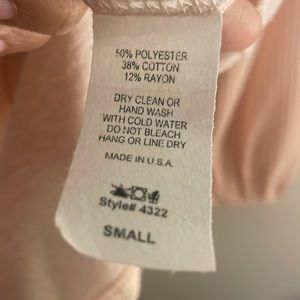 50% POLYESTER
38% COTTON
12% RAYON
DRY CLEAN OR
HAND WASH
WITH COLD WATER
DO NOT BLEACH
HANG OR LINE DRY
MADE IN U.S.A.
Style# 4322
SMALL